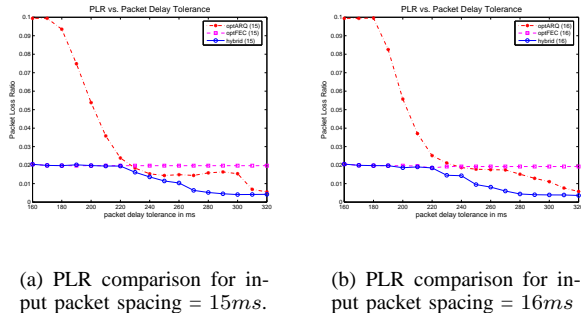 PLR vs. Packet Delay Tolerance
optARQ (15)
optFEC (15)
hybrid (15)
Packet Loss Ratio
0.1
0.09
0.08
0.07
0.06
0.05
0.04
0.03
0.02
0.01
0
160 180 200 220 240 260 280 300 320
packet delay tolerance in ms
(a) PLR comparison for in-
put packet spacing = 15ms.
PLR vs. Packet Delay Tolerance
optARQ (16)
optFEC (16)
hybrid (16)
Packet Loss Ratio
0.1
0.09
0.08
0.07
0.06
0.05
0.04
0.03
0.02
0.01
0
160 180 200 220 240 260 280 300 320
packet delay tolerance in ms
(b) PLR comparison for in-
put packet spacing = 16ms